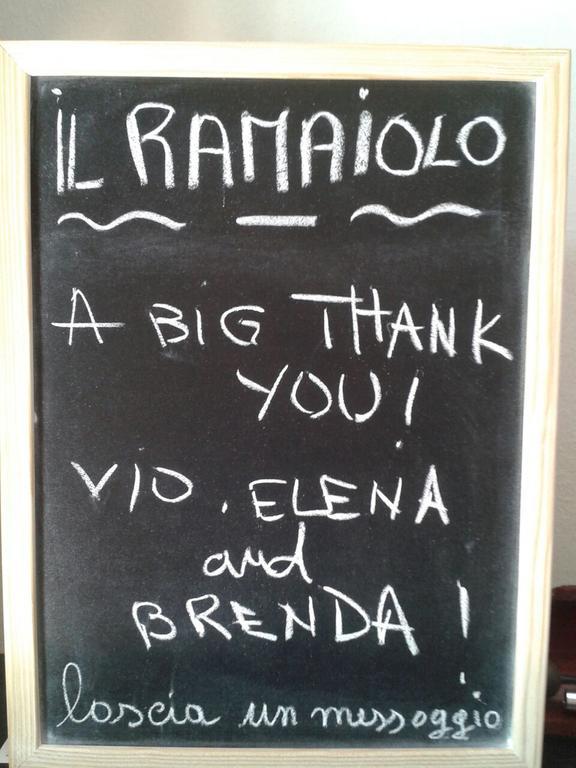 iL RAMAiOLO
A BIG THANK
YOU!
VIO. ELENA
and
BRENDA!
lascia un messaggio